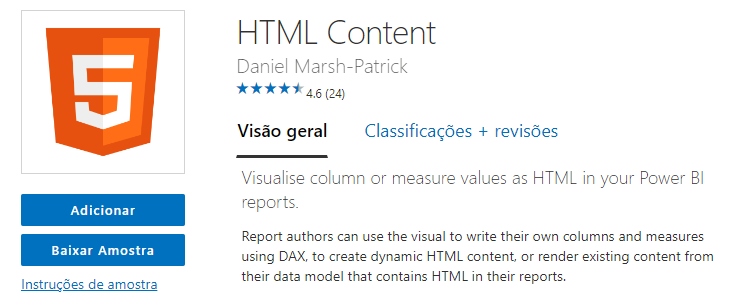 HTML Content
Daniel Marsh-Patrick
4.6 (24)
Visão geral
Classificações + revisões
Visualise column or measure values as HTML in your Power BI
reports.
Report authors can use the visual to write their own columns and measures
using DAX, to create dynamic HTML content, or render existing content from
their data model that contains HTML in their reports.
5
Adicionar
Baixar Amostra
Instruções de amostra